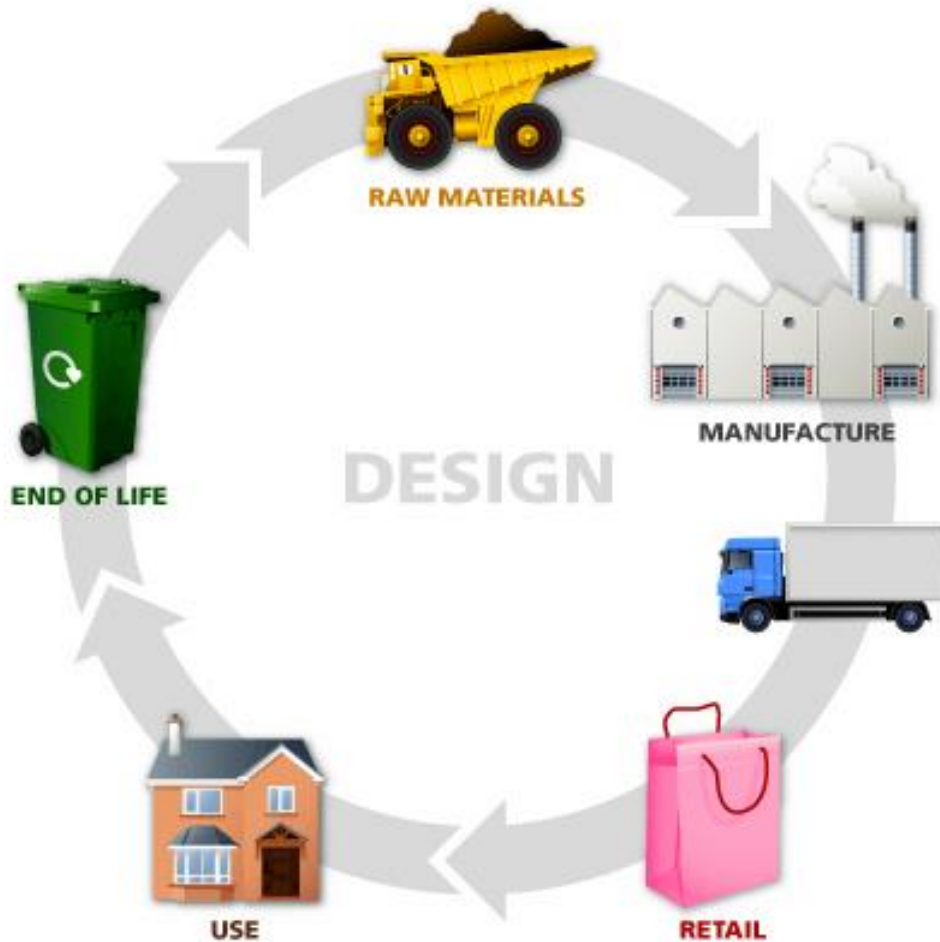 RAW MATERIALS
MANUFACTURE
DESIGN
END OF LIFE
USE
RETAIL